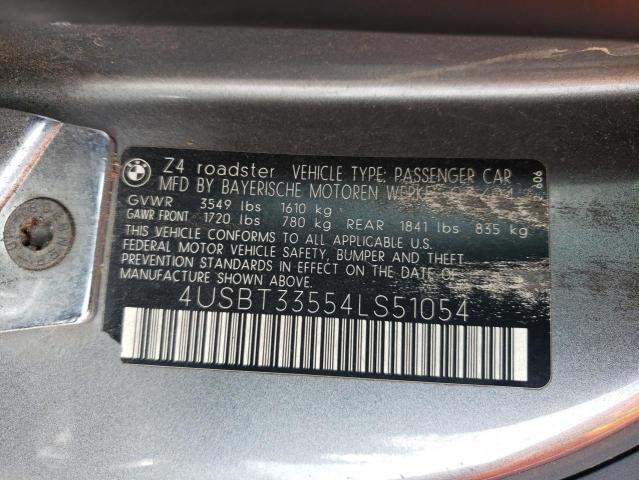 Z4 roadster VEHICLE TYPE: PASSENGER CAR
MFD BY BAYERISCHE MOTOREN WERKE
GVWR 3549 lbs 1610 kg
GAWR FRONT 1720 lbs 780 kg REAR 1841 lbs 835 kg
THIS VEHICLE CONFORMS TO ALL APPLICABLE U.S.
FEDERAL MOTOR VEHICLE SAFETY, BUMPER AND THEFT
PREVENTION STANDARDS IN EFFECT ON THE DATE OF
MANUFACTURE SHOWN ABOVE.
4USBT33554LS51054